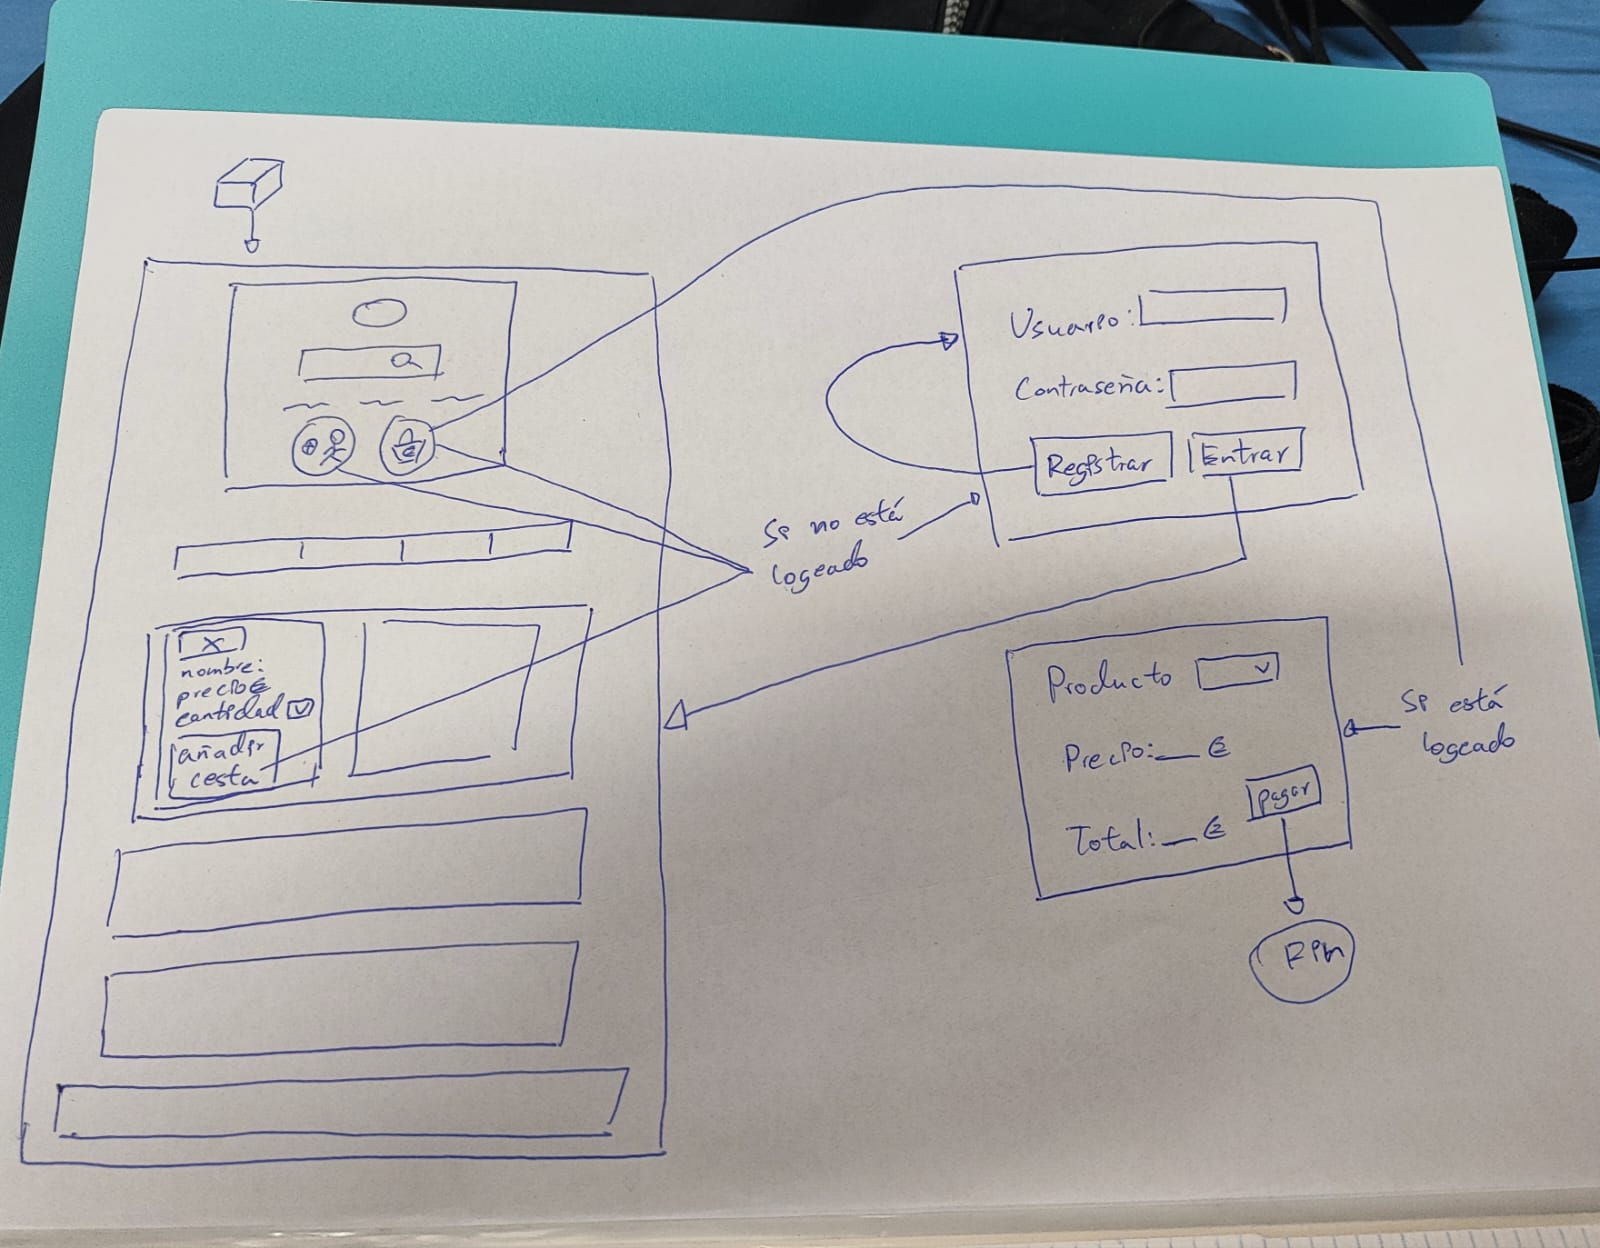 Usuario:
Contraseña:
Registrar
Entrar
Si no está
logeado
nombre:
precio €
cantidad
añadir
cesta
Producto
Precio: __ €
pagar
Total: __ €
Si está
logeado
Fin